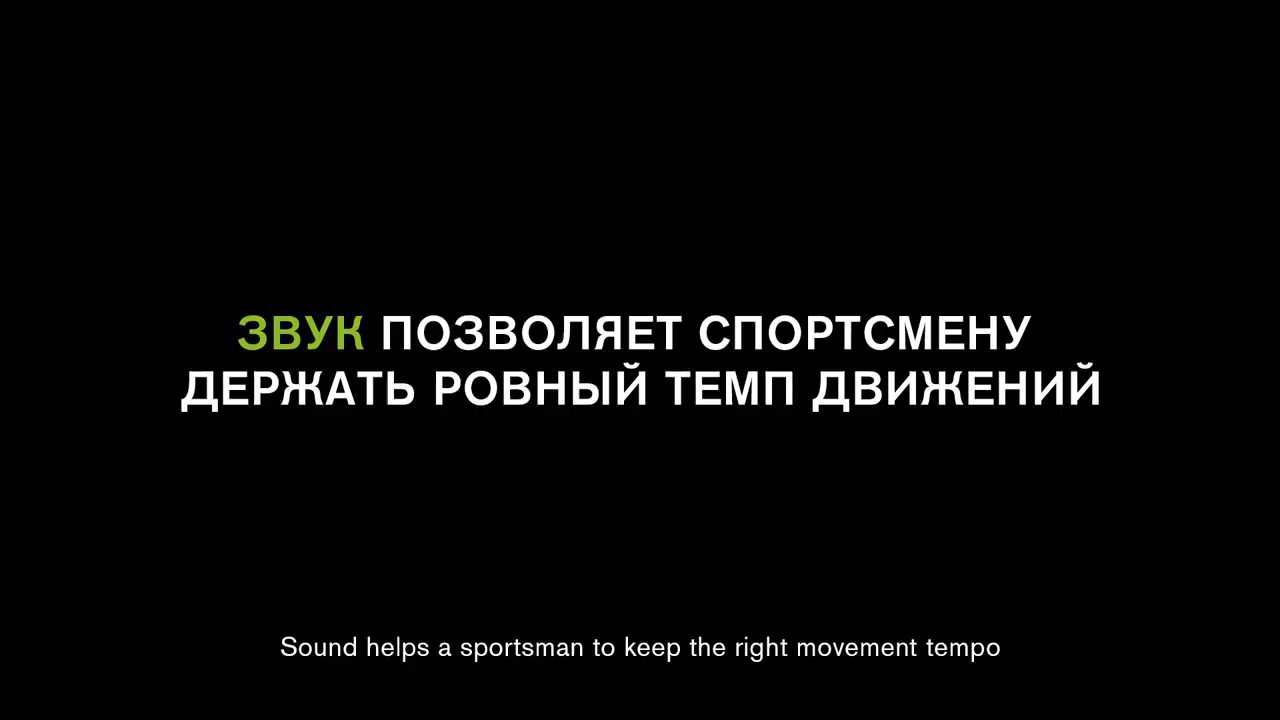 ЗВУК ПОЗВОЛЯЕТ СПОРТСМЕНУ
ДЕРЖАТЬ РОВНЫЙ ТЕМП ДВИЖЕНИЙ
Sound helps a sportsman to keep the right movement tempo